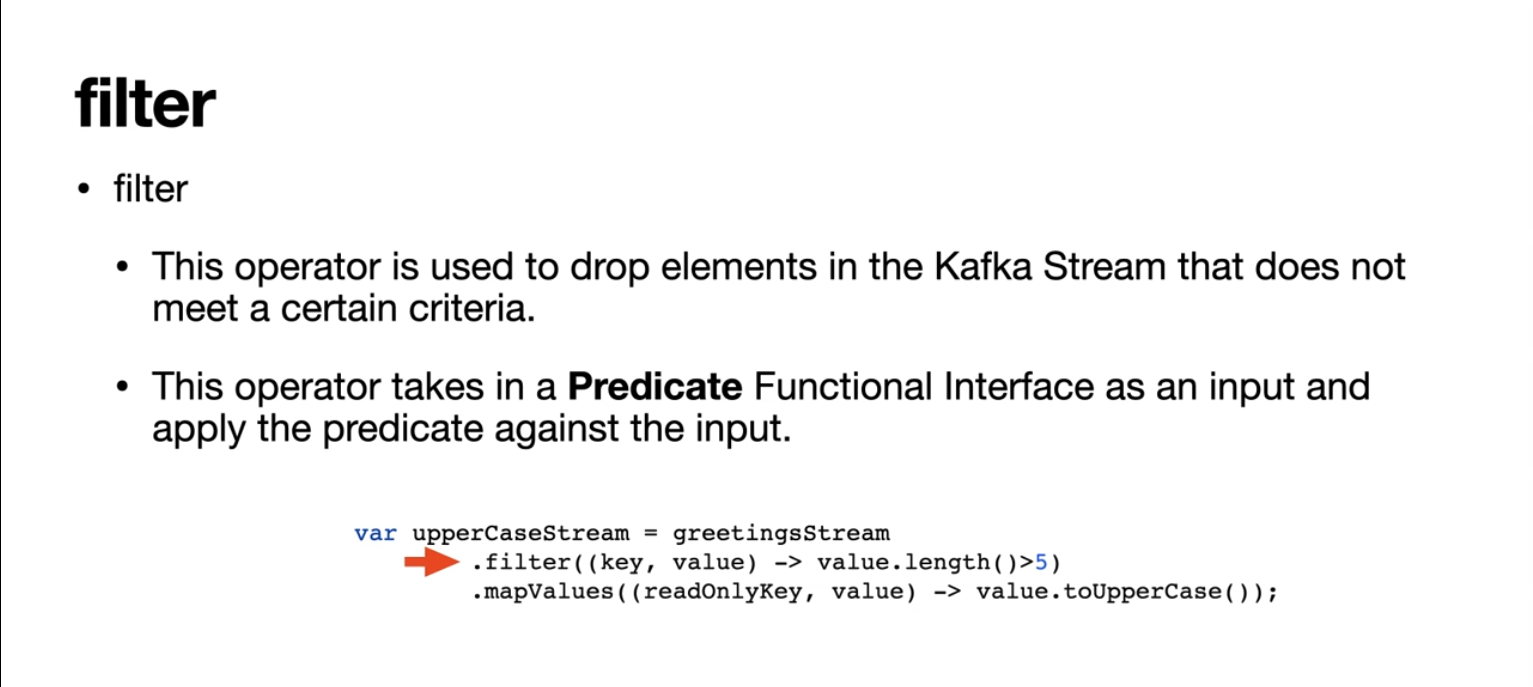 filter
• filter
• This operator is used to drop elements in the Kafka Stream that does not
meet a certain criteria.
• This operator takes in a Predicate Functional Interface as an input and
apply the predicate against the input.
var upperCaseStream = greetingsStream
.filter((key, value) -> value.length()>5)
.mapValues((readOnlyKey, value) -> value.toUpperCase());